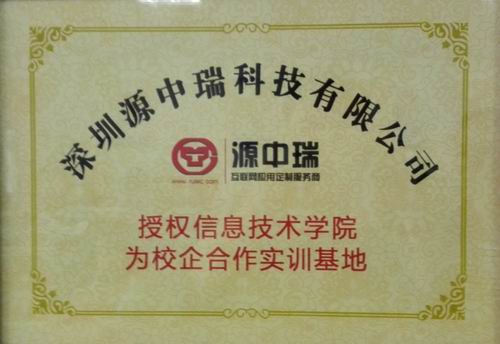 深圳源中瑞科技有限公司
源中瑞
互联网应用定制服务商
授权信息技术学院
为校企合作实训基地